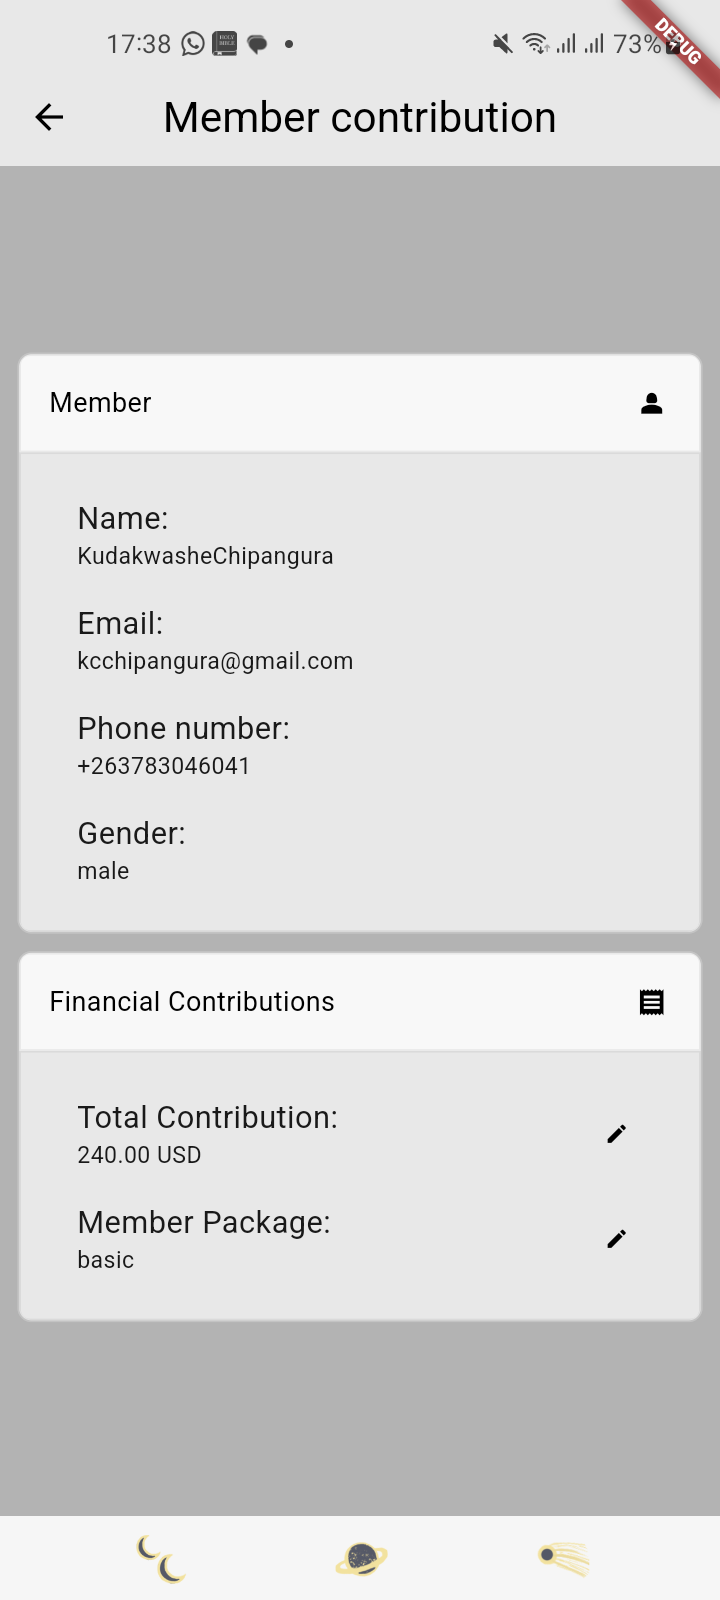 17:38
73%
DEBUG
Member contribution
Member
Name:
KudakwasheChipangura
Email:
kcchipangura@gmail.com
Phone number:
+263783046041
Gender:
male
Financial Contributions
Total Contribution:
240.00 USD
Member Package:
basic